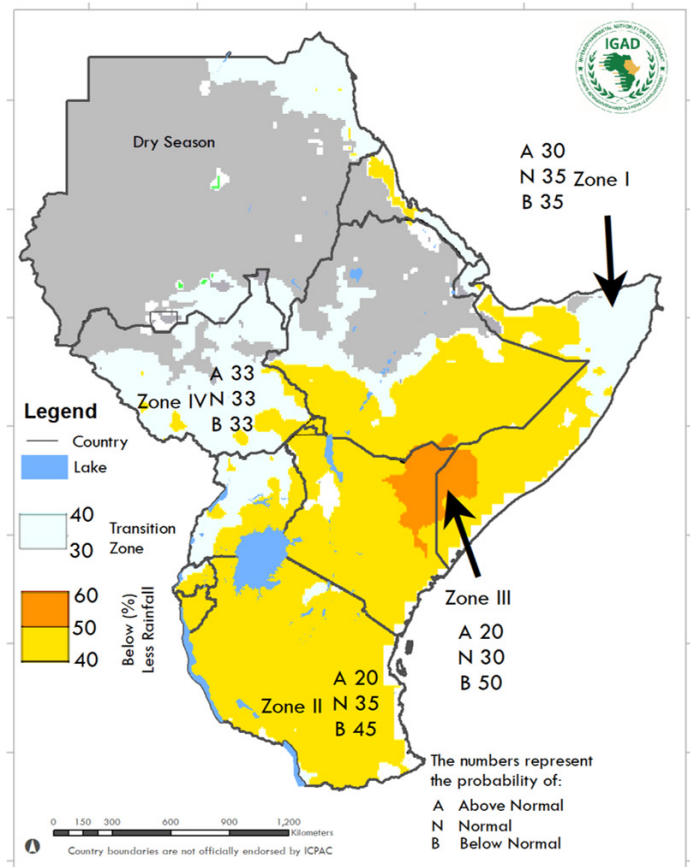 IGAD
Dry Season
A 30
N 35 Zone I
B 35
A 33
Zone IV N 33
B 33
Legend
Country
Lake
40
30
Transition
Zone
60
50
40
Below (%)
Less Rainfall
Zone III
A 20
N 30
B 50
A 20
Zone II N 35
B 45
The numbers represent
the probability of:
A Above Normal
N Normal
B Below Normal
0 150 300 600 900 1,200
Kilometers
Country boundaries are not officially endorsed by ICPAC